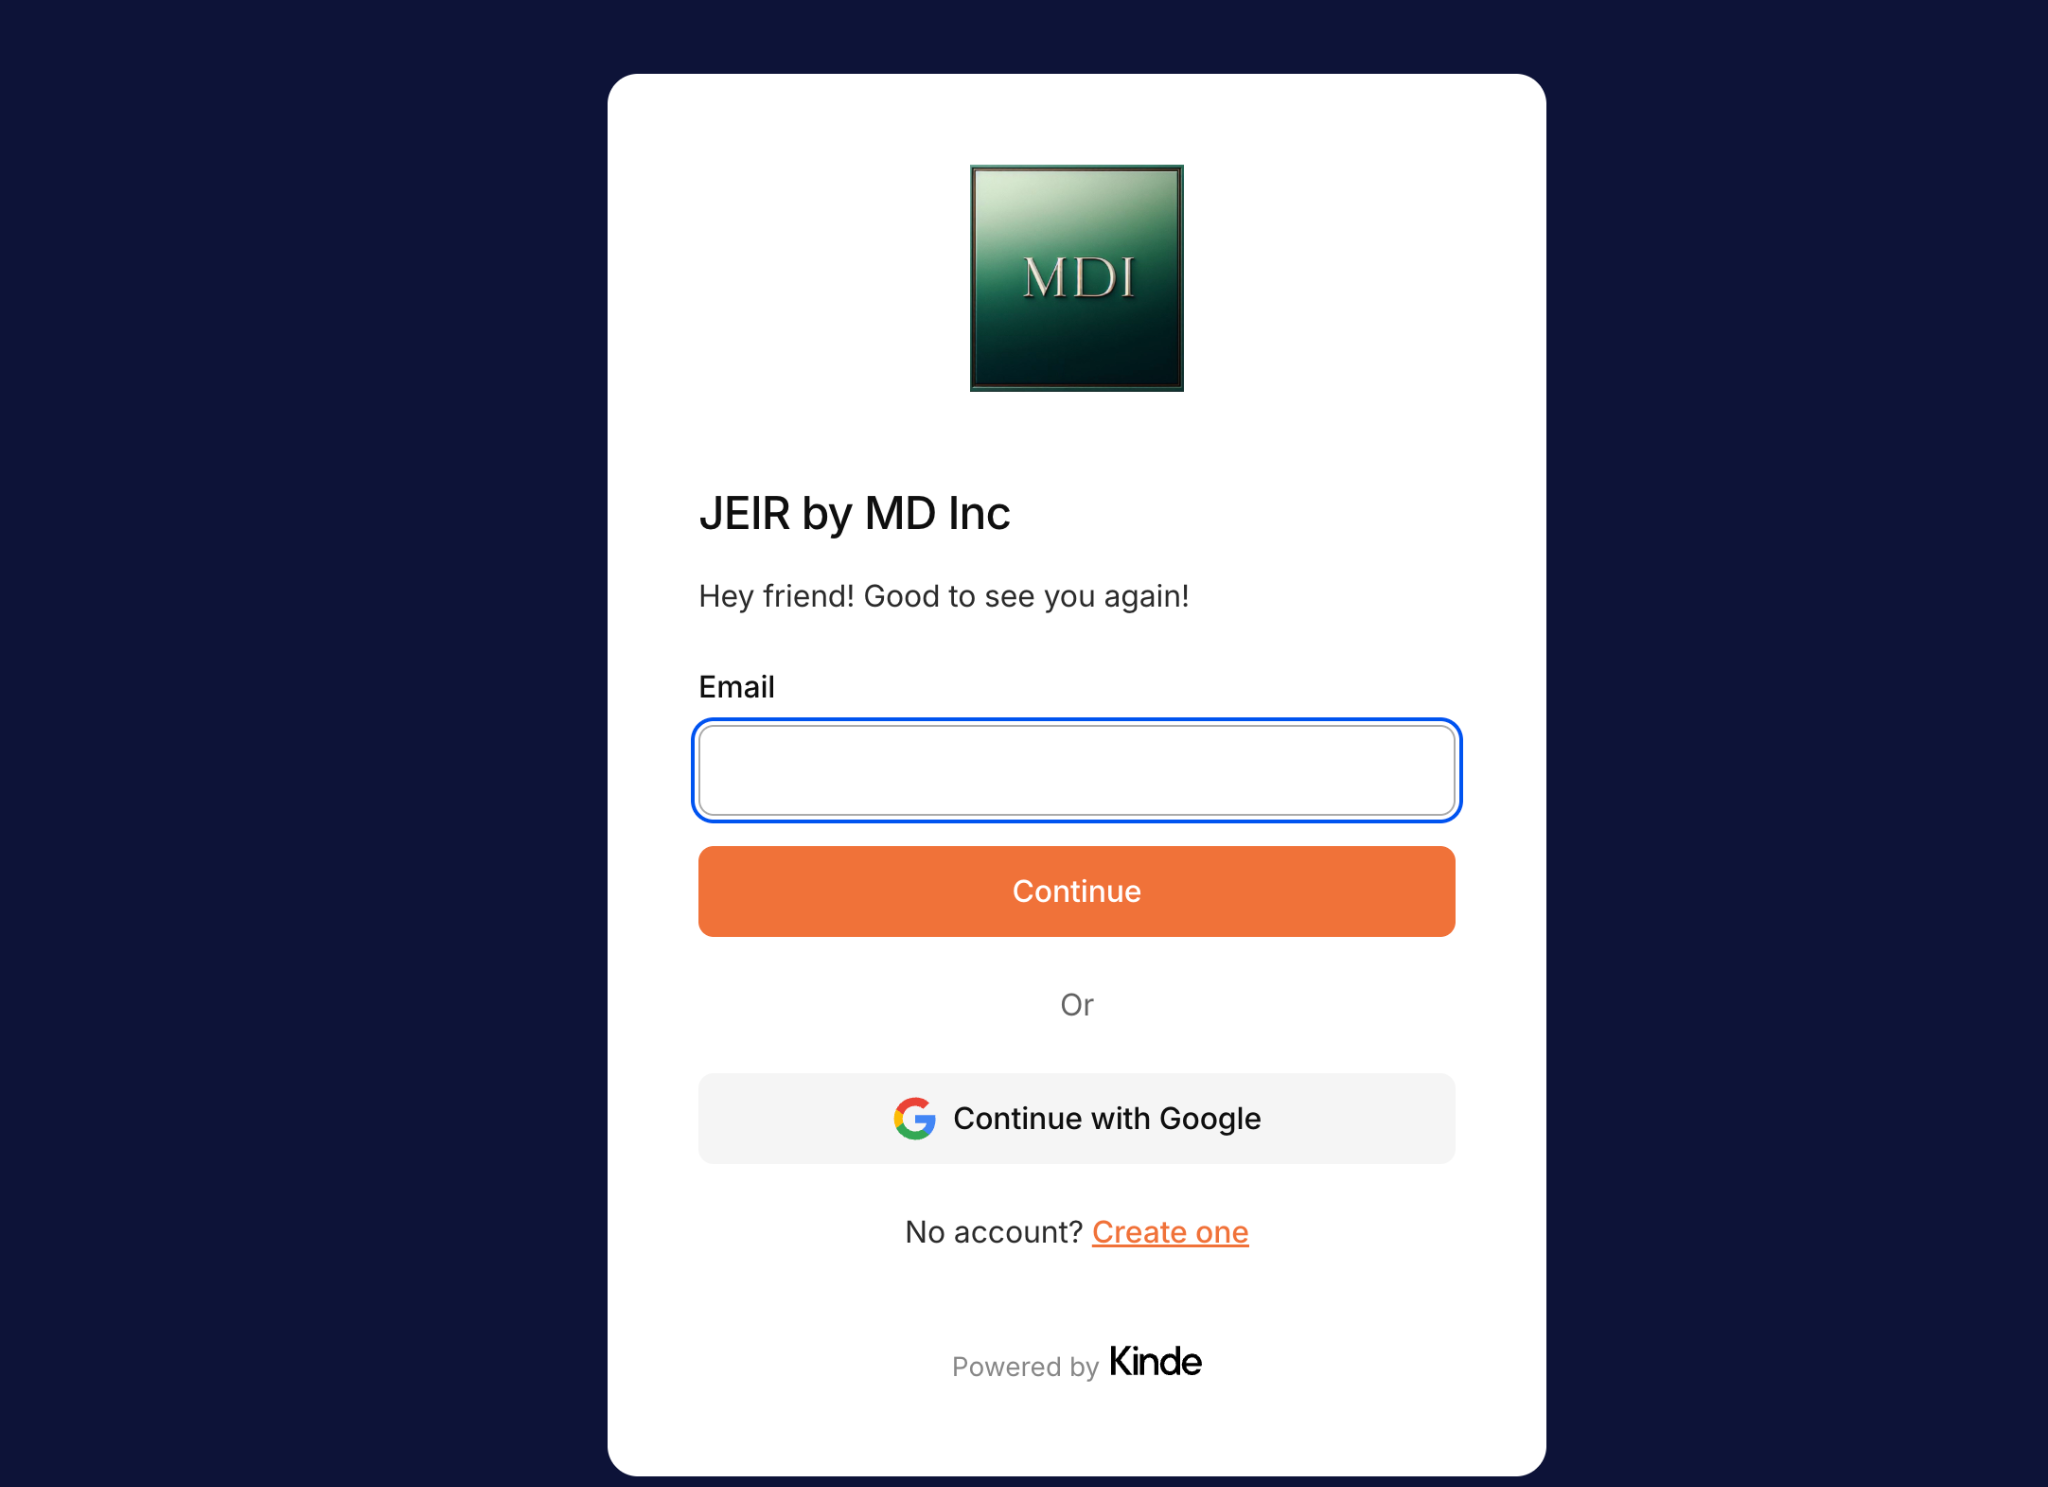 MDI
JEIR by MD Inc
Hey friend! Good to see you again!
Email
Continue
Or
Continue with Google
No account? Create one
Powered by Kinde